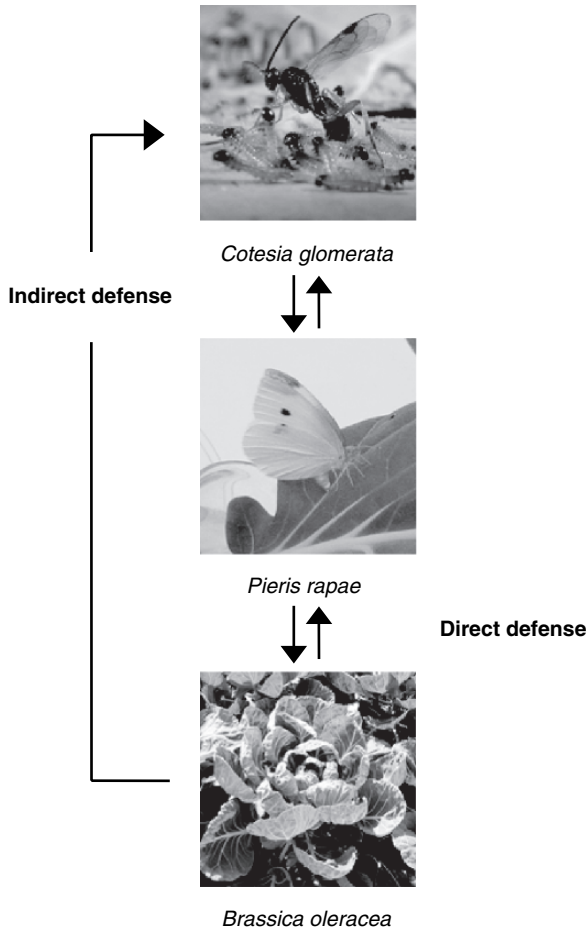 Cotesia glomerata
Indirect defense
Pieris rapae
Direct defense
Brassica oleracea